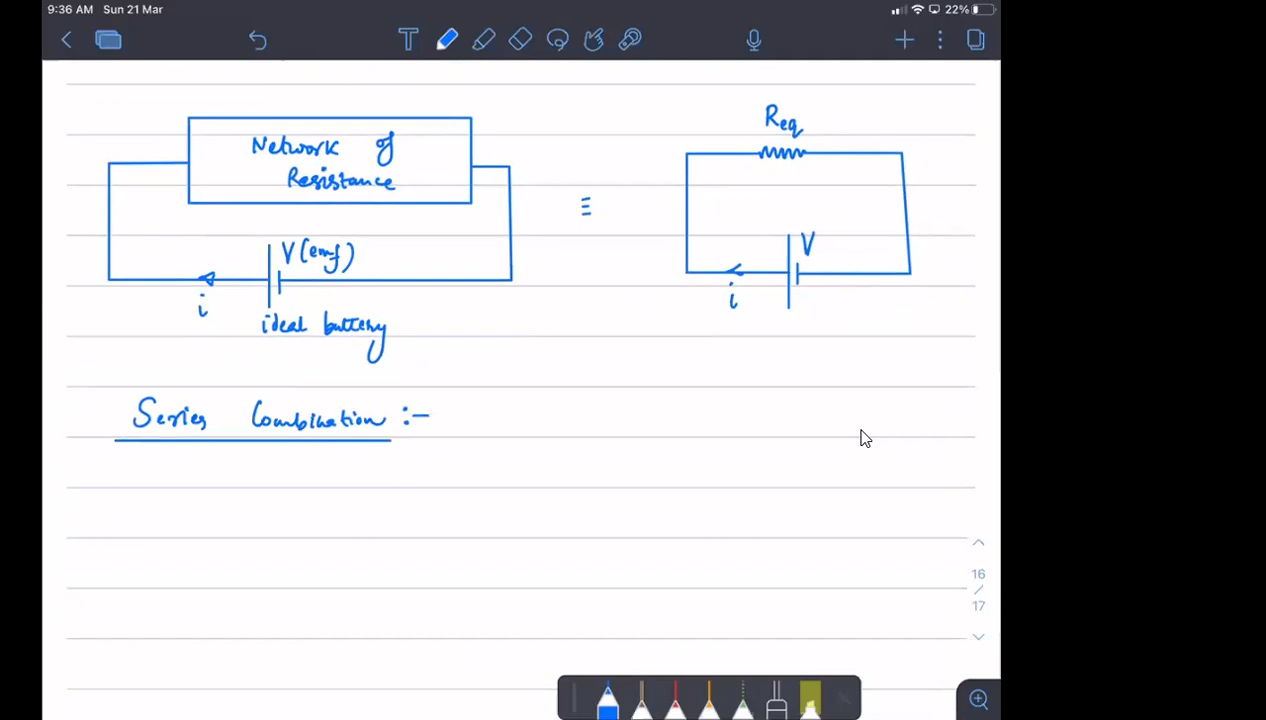 9:36 AM Sun 21 Mar
22%
T
Network of
Resistance
V(emf)
i
ideal battery
≡
Req
V
i
Series Combination :-
16
/
17